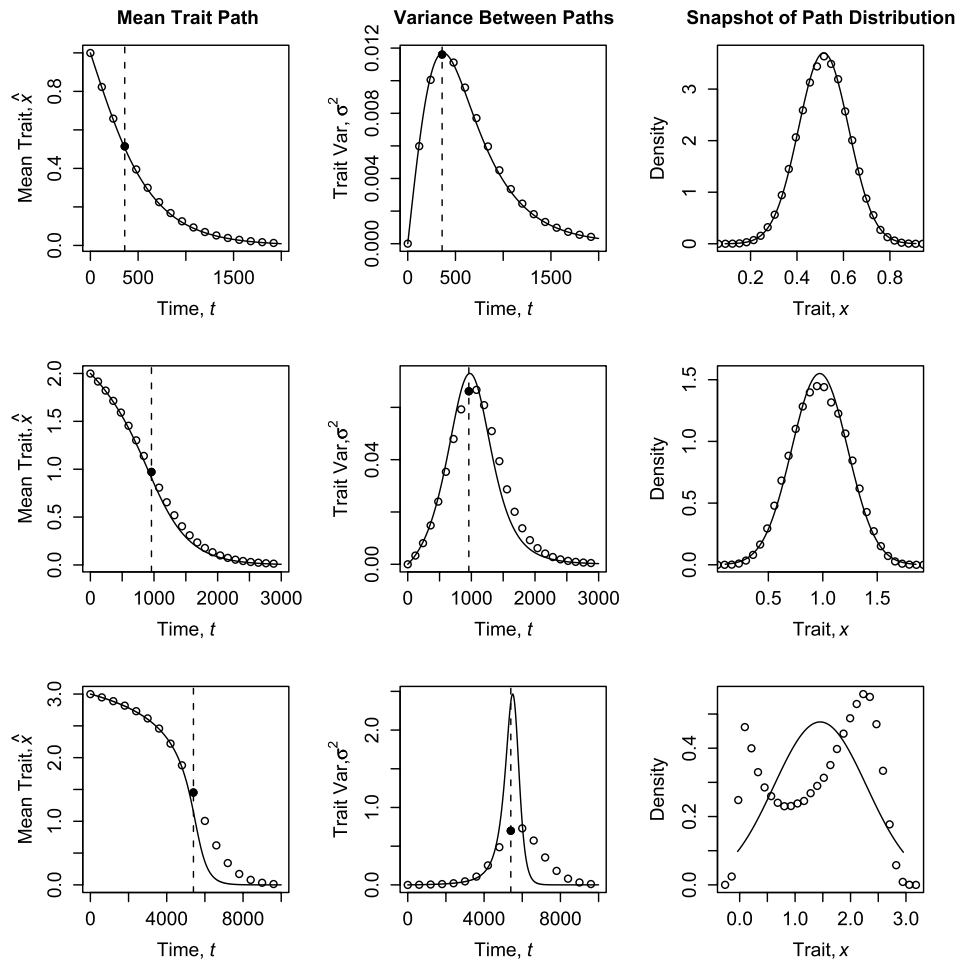 Mean Trait Path
Variance Between Paths
Snapshot of Path Distribution
Mean Trait, x̂
0.0 0.4 0.8
0 500 1500
Time, t
Trait Var, σ²
0.000 0.004 0.008 0.012
0 500 1500
Time, t
Density
0 1 2 3
0.2 0.4 0.6 0.8
Trait, x
Mean Trait, x̂
0.0 0.5 1.0 1.5 2.0
0 1000 2000 3000
Time, t
Trait Var,σ²
0.00 0.04
0 1000 2000 3000
Time, t
Density
0.0 0.5 1.0 1.5
0.5 1.0 1.5
Trait, x
Mean Trait, x̂
0.0 1.0 2.0 3.0
0 4000 8000
Time, t
Trait Var,σ²
0.0 1.0 2.0
0 4000 8000
Time, t
Density
0.0 0.2 0.4
0.0 1.0 2.0 3.0
Trait, x